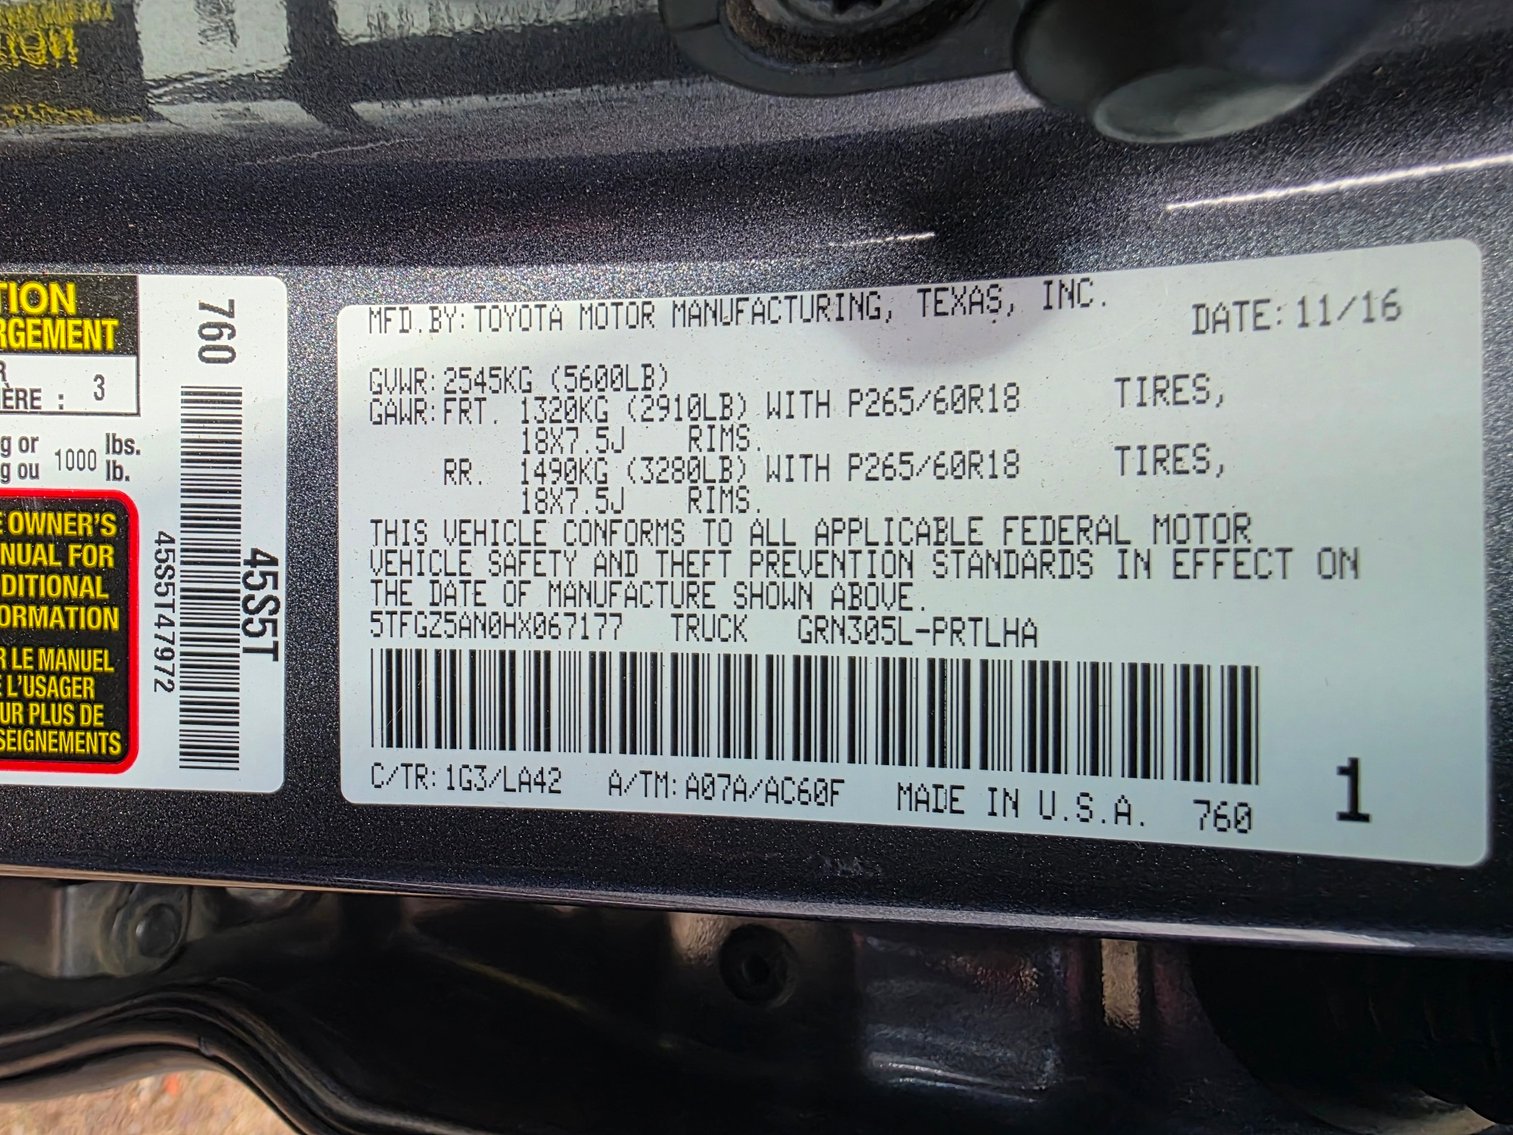 TION
RGEMENT
R
ÈRE : 3
g or 1000 lbs.
g ou lb.
E OWNER'S
NUAL FOR
DITIONAL
ORMATION
R LE MANUEL
E L'USAGER
UR PLUS DE
SEIGNEMENTS
760
45S5T47972
45S5T
MFD.BY:TOYOTA MOTOR MANUFACTURING, TEXAS, INC. DATE:11/16
GVWR:2545KG (5600LB)
GAWR:FRT. 1320KG (2910LB) WITH P265/60R18 TIRES,
18X7.5J RIMS.
RR. 1490KG (3280LB) WITH P265/60R18 TIRES,
18X7.5J RIMS.
THIS VEHICLE CONFORMS TO ALL APPLICABLE FEDERAL MOTOR
VEHICLE SAFETY AND THEFT PREVENTION STANDARDS IN EFFECT ON
THE DATE OF MANUFACTURE SHOWN ABOVE.
5TFGZ5AN0HX067177 TRUCK GRN305L-PRTLHA
C/TR:1G3/LA42 A/TM:A07A/AC60F MADE IN U.S.A. 760 1